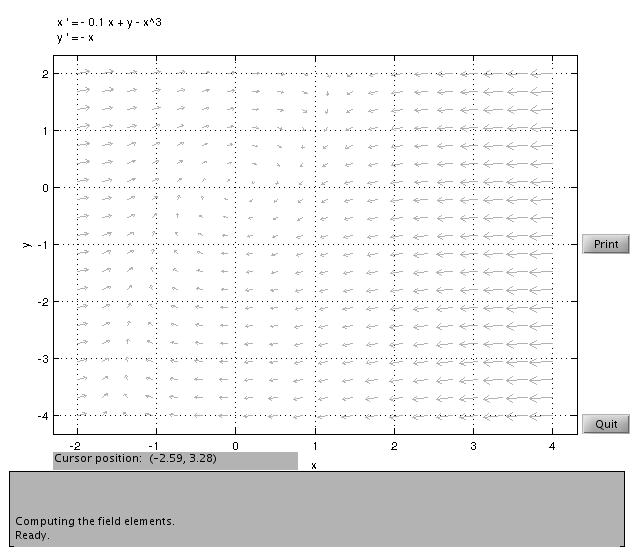 x ' = - 0.1 x + y - x^3
y ' = - x
2
1
0
-1
-2
-3
-4
y
-2 -1 0 1 2 3 4
x
Print
Quit
Cursor position: (-2.59, 3.28)
Computing the field elements.
Ready.